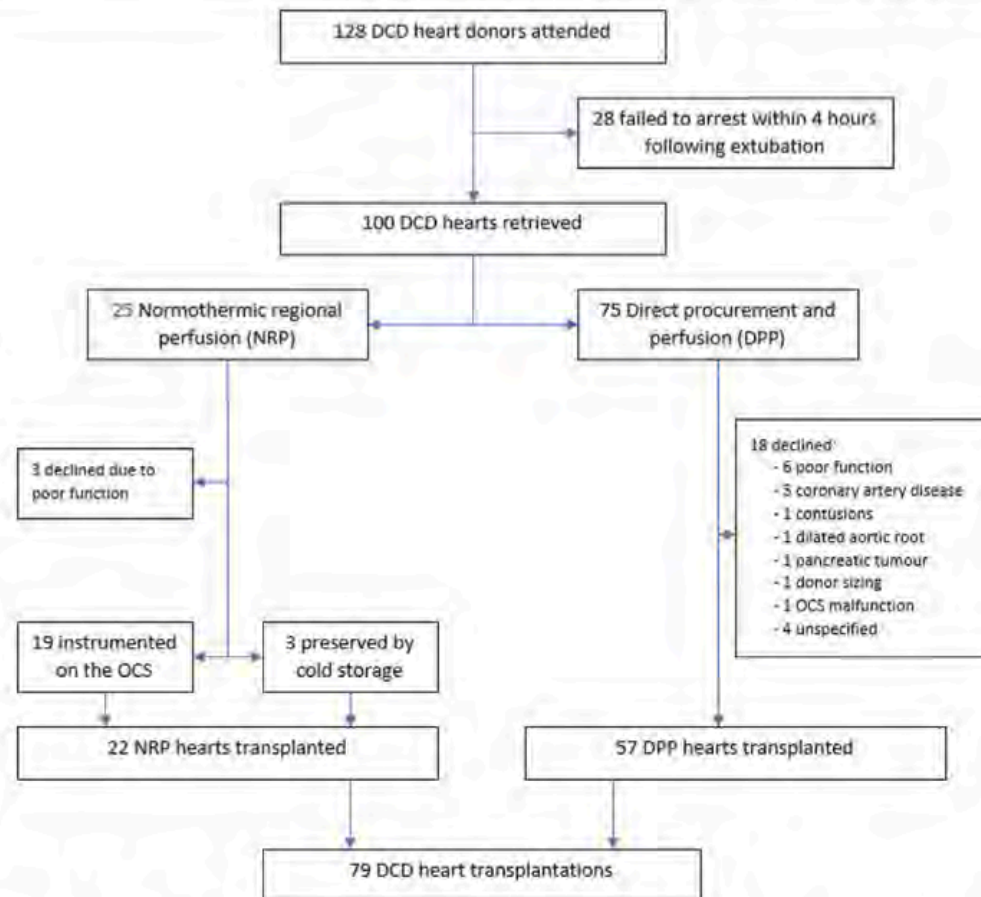 128 DCD heart donors attended
28 failed to arrest within 4 hours
following extubation
100 DCD hearts retrieved
25 Normothermic regional
perfusion (NRP)
75 Direct procurement and
perfusion (DPP)
3 declined due to
poor function
18 declined
- 6 poor function
- 3 coronary artery disease
- 1 contusions
- 1 dilated aortic root
- 1 pancreatic tumour
- 1 donor sizing
- 1 OCS malfunction
- 4 unspecified
19 instrumented
on the OCS
3 preserved by
cold storage
22 NRP hearts transplanted
57 DPP hearts transplanted
79 DCD heart transplantations